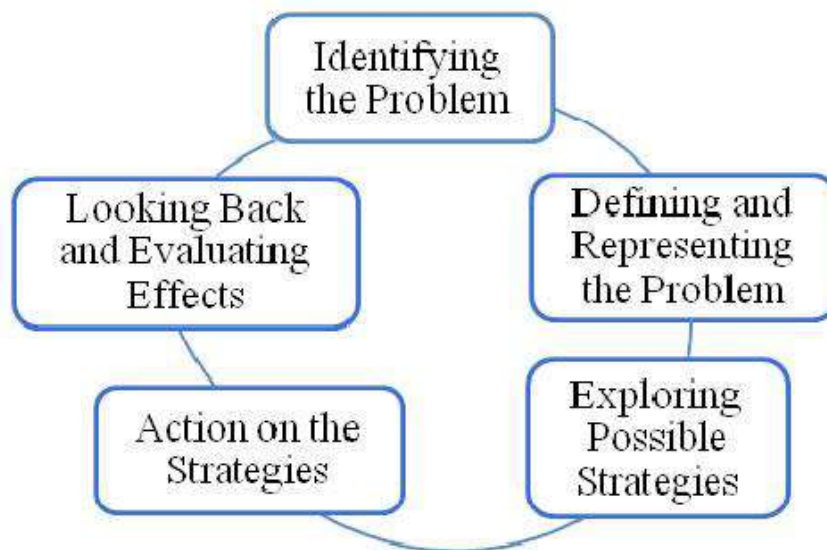 Identifying
the Problem
Defining and
Representing
the Problem
Exploring
Possible
Strategies
Action on the
Strategies
Looking Back
and Evaluating
Effects